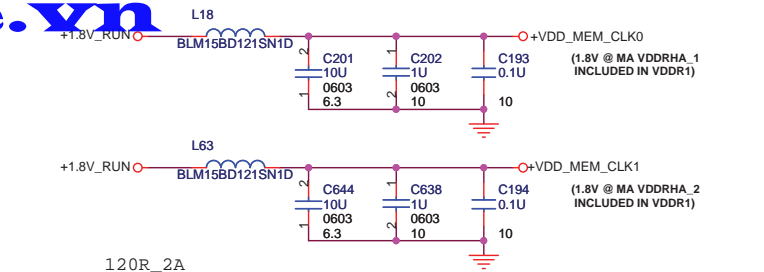 e.vn
L18
+1.8V_RUN
BLM15BD121SN1D
+VDD_MEM_CLK0
(1.8V @ MA VDDRHA_1
INCLUDED IN VDDR1)
2
C201
10U
0603
1
6.3
1
C202
1U
0603
2
10
C193
0.1U
10
L63
+1.8V_RUN
BLM15BD121SN1D
+VDD_MEM_CLK1
(1.8V @ MA VDDRHA_2
INCLUDED IN VDDR1)
2
C644
10U
0603
1
6.3
1
C638
1U
0603
2
10
C194
0.1U
10
120R_2A